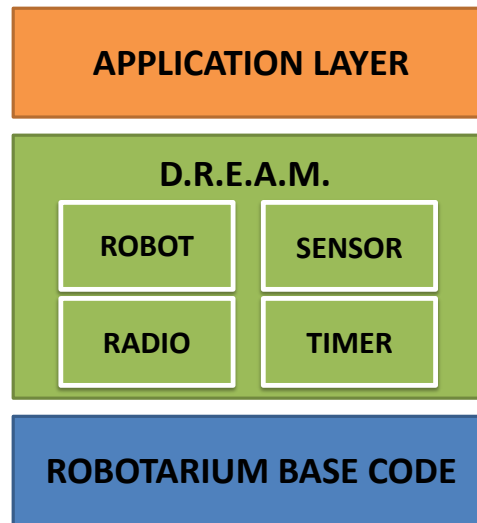 APPLICATION LAYER
D.R.E.A.M.
ROBOT
SENSOR
RADIO
TIMER
ROBOTARIUM BASE CODE